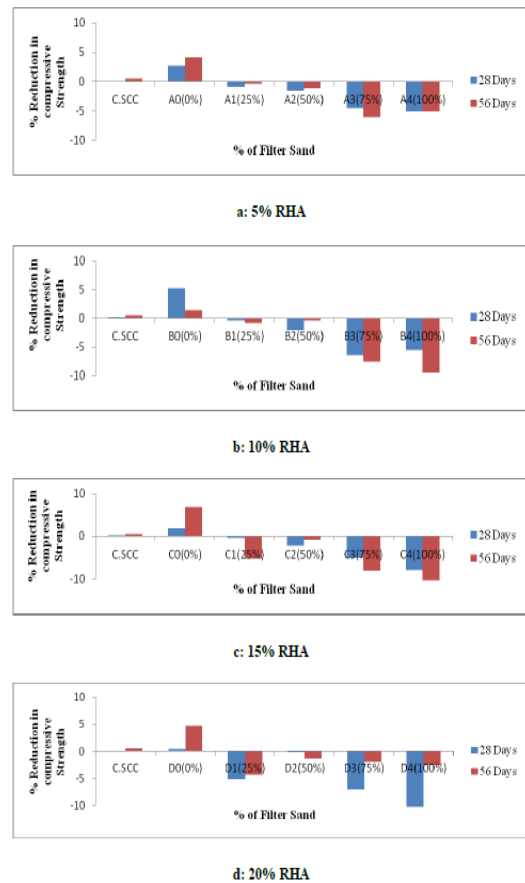 % Reduction in
compressive
Strength
10
5
0
-5
-10
C.SCC A0(0%) A1(25%) A2(50%) A3(75%) A4(100%)
28 Days
56 Days
% of Filter Sand
a: 5% RHA
% Reduction in
compressive
Strength
10
5
0
-5
-10
C.SCC B0(0%) B1(25%) B2(50%) B3(75%) B4(100%)
28 Days
56 Days
% of Filter Sand
b: 10% RHA
% Reduction in
compressive
Strength
10
0
-10
C.SCC C0(0%) C1(25%) C2(50%) C3(75%) C4(100%)
28 Days
56 Days
% of Filter Sand
c: 15% RHA
% Reduction in
compressive
Strength
10
5
0
-5
-10
C.SCC D0(0%) D1(25%) D2(50%) D3(75%) D4(100%)
28 Days
56 Days
% of Filter Sand
d: 20% RHA